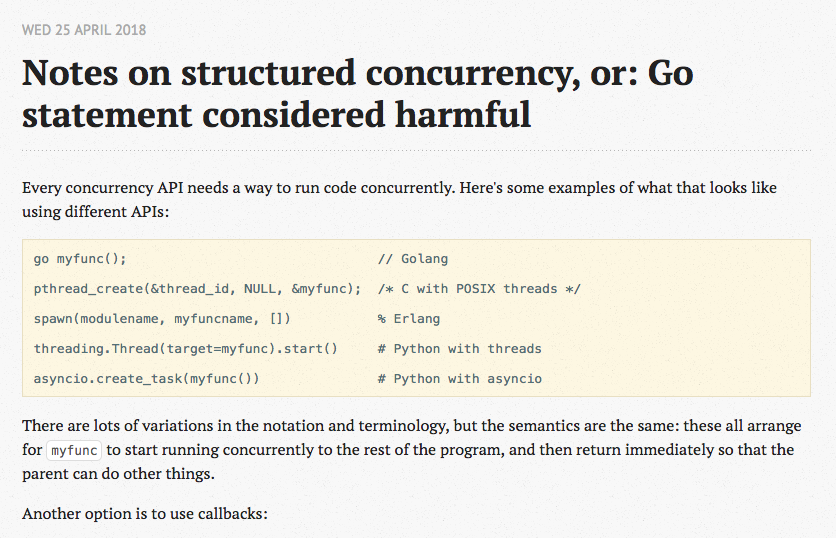 WED 25 APRIL 2018
Notes on structured concurrency, or: Go
statement considered harmful
Every concurrency API needs a way to run code concurrently. Here's some examples of what that looks like
using different APIs:
go myfunc();                                // Golang
pthread_create(&thread_id, NULL, &myfunc);  /* C with POSIX threads */
spawn(modulename, myfuncname, [])           % Erlang
threading.Thread(target=myfunc).start()     # Python with threads
asyncio.create_task(myfunc())               # Python with asyncio
There are lots of variations in the notation and terminology, but the semantics are the same: these all arrange
for myfunc to start running concurrently to the rest of the program, and then return immediately so that the
parent can do other things.
Another option is to use callbacks: